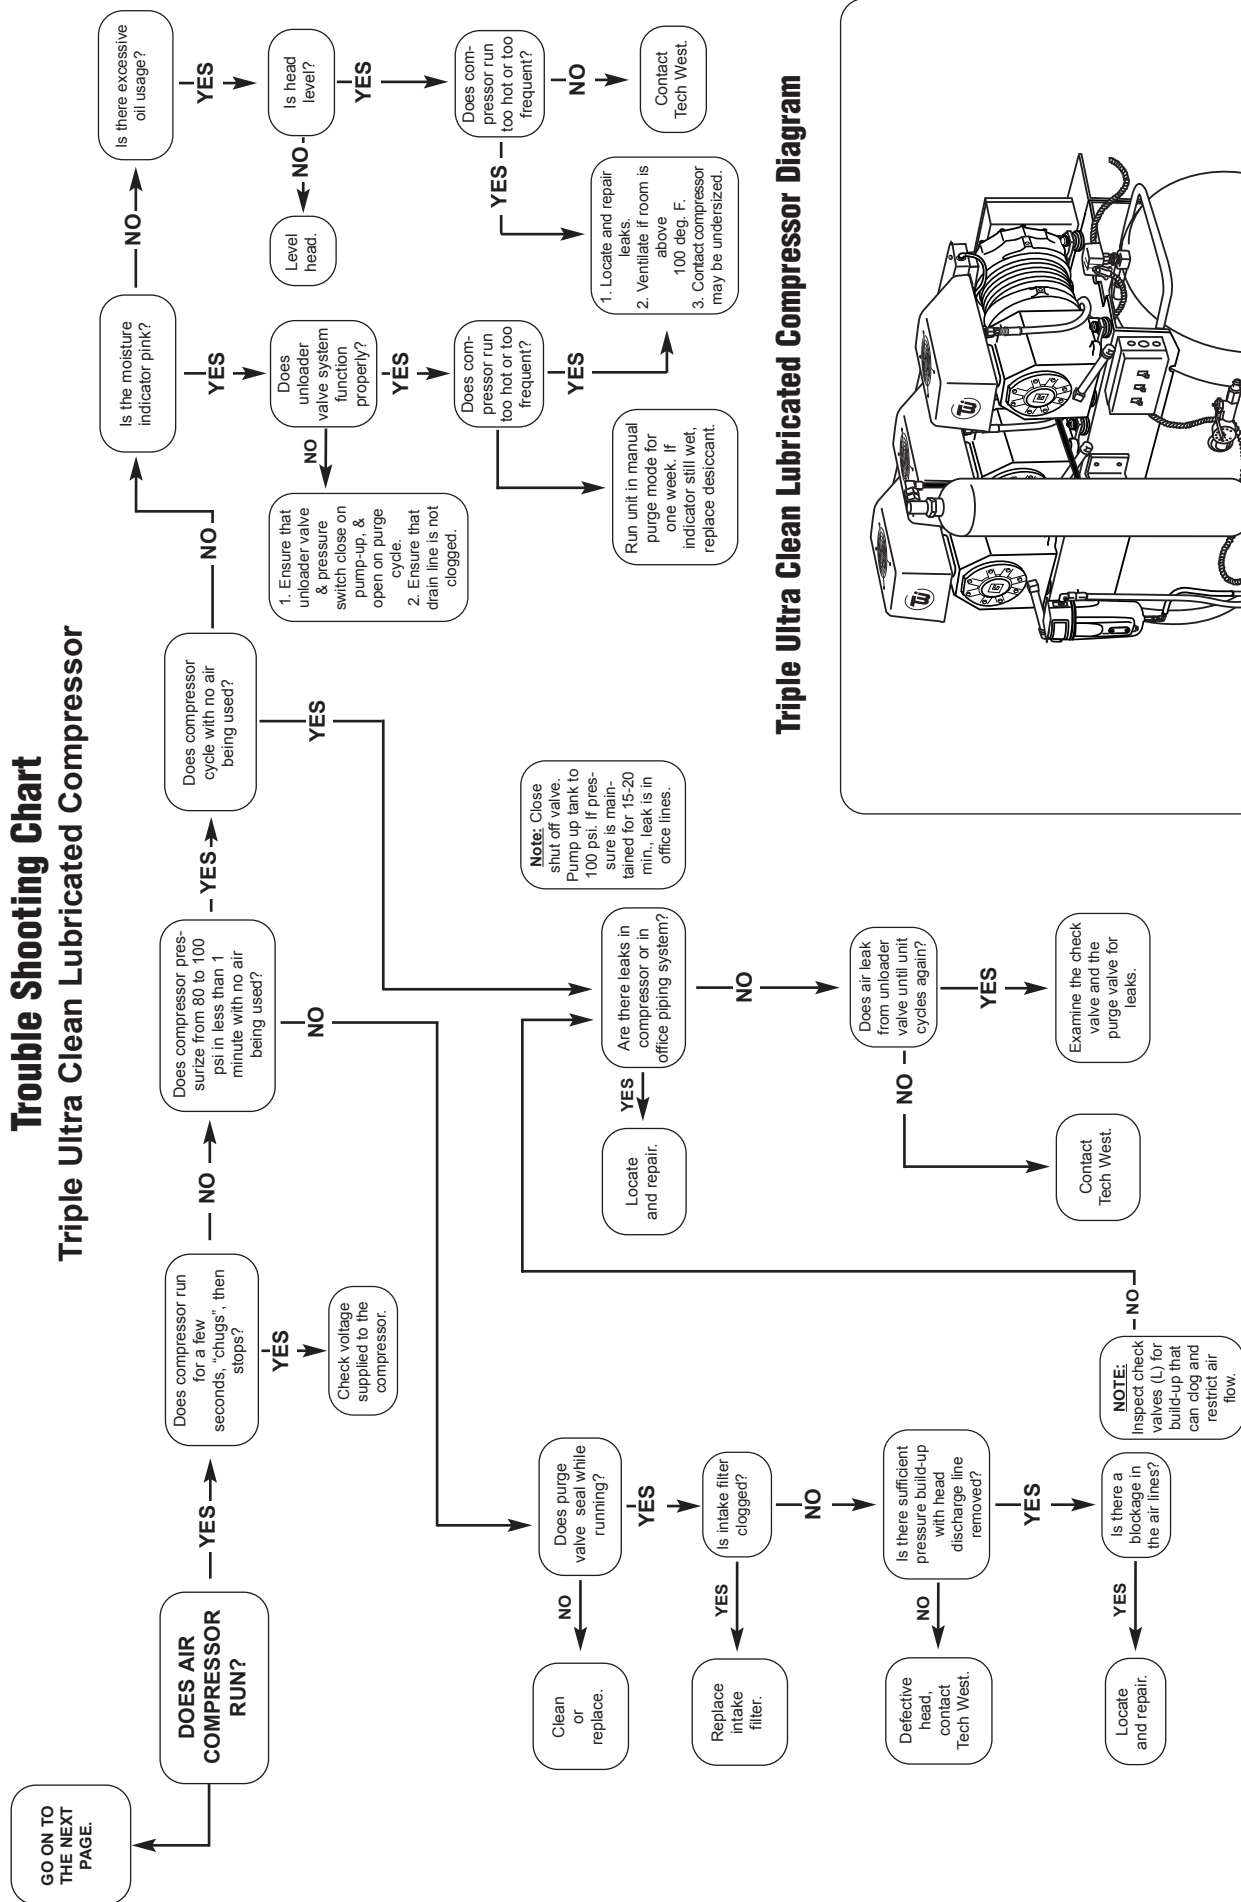 Trouble Shooting Chart
Triple Ultra Clean Lubricated Compressor
GO ON TO
THE NEXT
PAGE.
DOES AIR
COMPRESSOR
RUN?
YES
Does compressor run
for a few
seconds, “chugs”, then
stops?
YES
Check voltage
supplied to the
compressor.
NO
Does compressor pres-
surize from 80 to 100
psi in less than 1
minute with no air
being used?
YES
NO
Does compressor
cycle with no air
being used?
YES
NO
Is the moisture
indicator pink?
NO
YES
Is there excessive
oil usage?
YES
Is head
level?
NO
Level
head.
YES
Does com-
pressor run
too hot or too
frequent?
NO
Contact
Tech West.
YES
1. Locate and repair
leaks.
2. Ventilate if room is
above
100 deg. F.
3. Contact compressor
may be undersized.
Does
unloader
valve system
function
properly?
NO
1. Ensure that
unloader valve
& pressure
switch close on
pump-up, &
open on purge
cycle.
2. Ensure that
drain line is not
clogged.
YES
Does com-
pressor run
too hot or too
frequent?
YES
Run unit in manual
purge mode for
one week. If
indicator still wet,
replace desiccant.
Does purge
valve seal while
running?
NO
Clean
or
replace.
YES
Is intake filter
clogged?
YES
Replace
intake
filter.
NO
Is there sufficient
pressure build-up
with head
discharge line
removed?
NO
Defective
head,
contact
Tech West.
YES
Is there a
blockage in
the air lines?
YES
Locate
and repair.
NOTE:
Inspect check
valves (L) for
build-up that
can clog and
restrict air
flow.
NO
Are there leaks in
compressor or in
office piping system?
YES
Locate
and repair.
Note: Close
shut off valve.
Pump up tank to
100 psi. If pres-
sure is main-
tained for 15-20
min., leak is in
office lines.
NO
Does air leak
from unloader
valve until unit
cycles again?
NO
Contact
Tech West.
YES
Examine the check
valve and the
purge valve for
leaks.
Triple Ultra Clean Lubricated Compressor Diagram